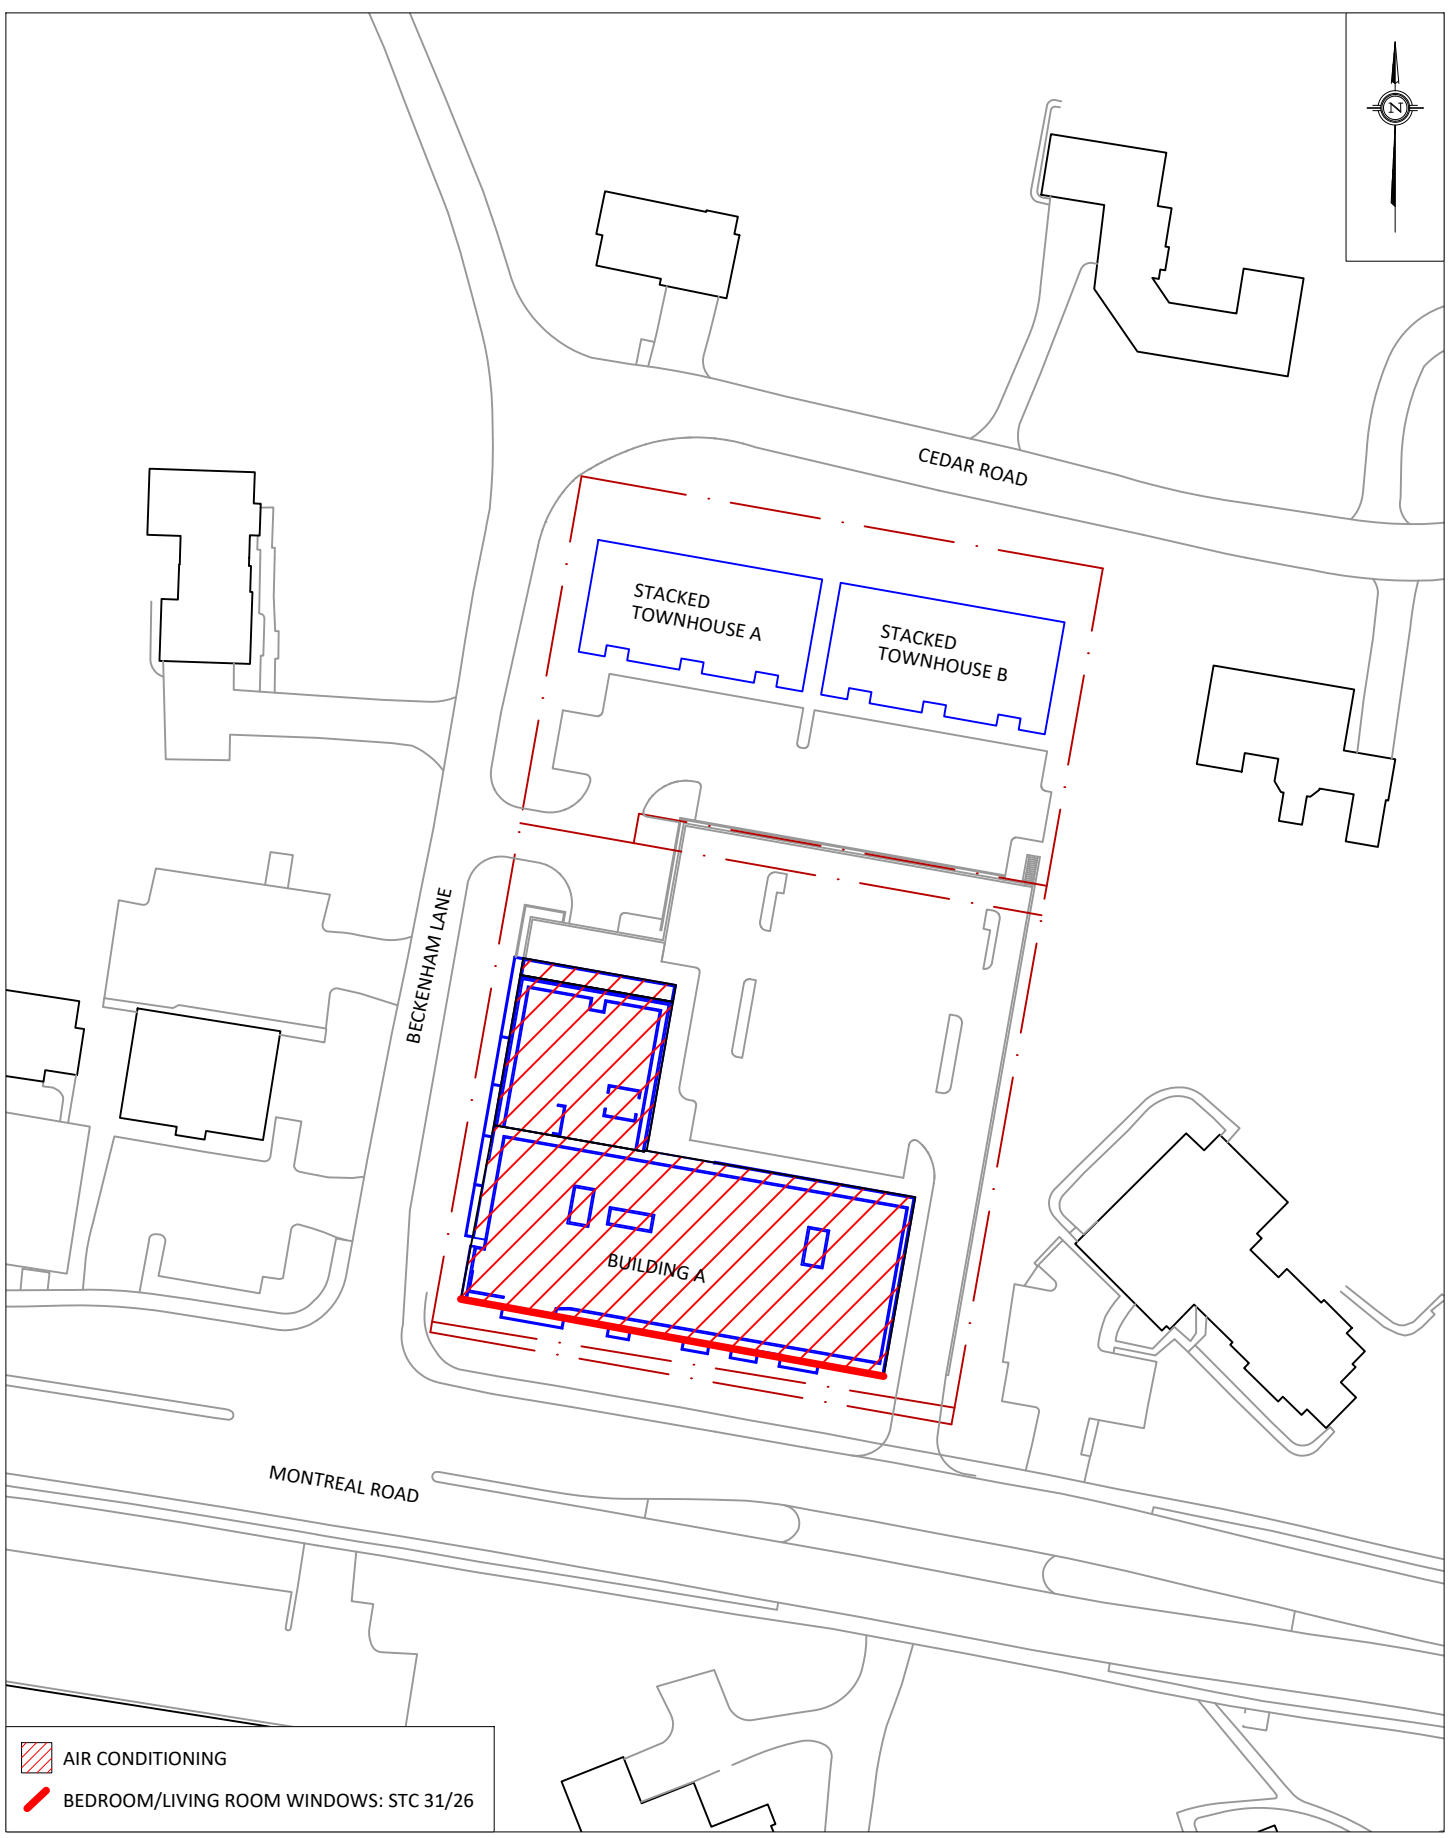 N
CEDAR ROAD
STACKED
TOWNHOUSE A
STACKED
TOWNHOUSE B
BECKENHAM LANE
BUILDING A
MONTREAL ROAD
AIR CONDITIONING
BEDROOM/LIVING ROOM WINDOWS: STC 31/26